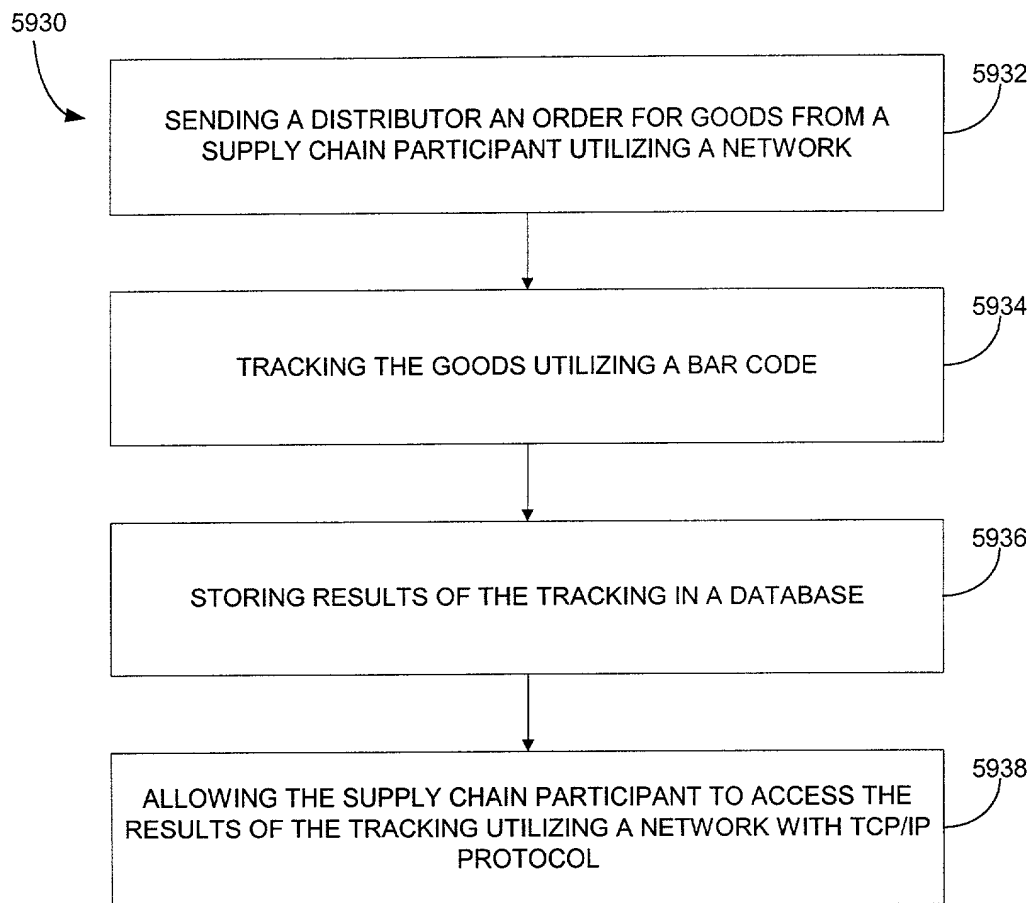 5930
5932
SENDING A DISTRIBUTOR AN ORDER FOR GOODS FROM A
SUPPLY CHAIN PARTICIPANT UTILIZING A NETWORK
5934
TRACKING THE GOODS UTILIZING A BAR CODE
5936
STORING RESULTS OF THE TRACKING IN A DATABASE
5938
ALLOWING THE SUPPLY CHAIN PARTICIPANT TO ACCESS THE
RESULTS OF THE TRACKING UTILIZING A NETWORK WITH TCP/IP
PROTOCOL